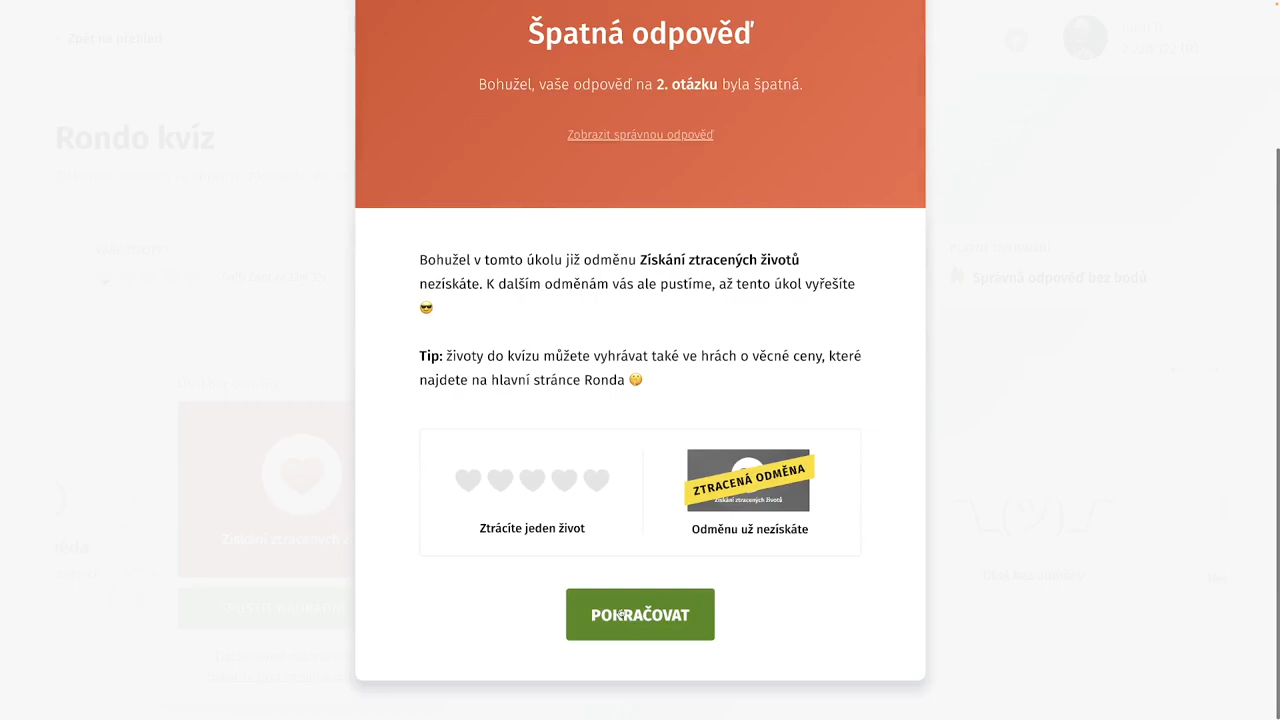 Špatná odpověď
Bohužel, vaše odpověď na 2. otázku byla špatná.
Zobrazit správnou odpověď
Zpět na přehled
Rondo kvíz
Správná odpověď bez bodů
Bohužel v tomto úkolu již odměnu Získání ztracených životů
nezískáte. K dalším odměnám vás ale pustíme, až tento úkol vyřešíte
😎
Tip: životy do kvízu můžete vyhrávat také ve hrách o věcné ceny, které
najdete na hlavní stránce Ronda 🤫
ZTRACENÁ ODMĚNA
Získání ztracených životů
Ztrácíte jeden život
Odměnu už nezískáte
POKRAČOVAT